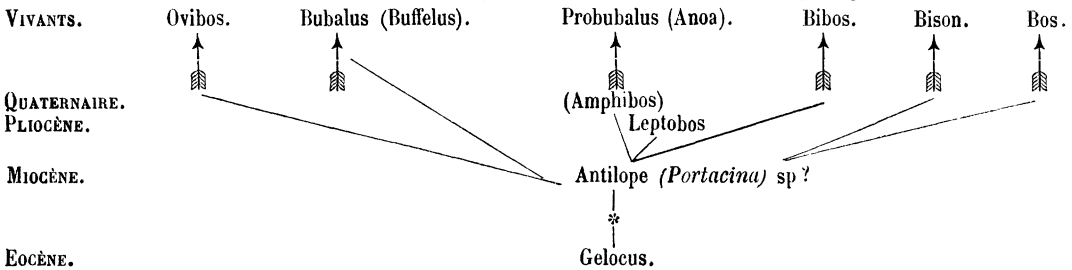 VIVANTS. Ovibos. Bubalus (Buffelus). Probubalus (Anoa). Bibos. Bison. Bos.
QUATERNAIRE. (Amphibos)
PLIOCÈNE. Leptobos
MIOCÈNE. Antilope (Portacina) sp?
EOCÈNE. Gelocus.